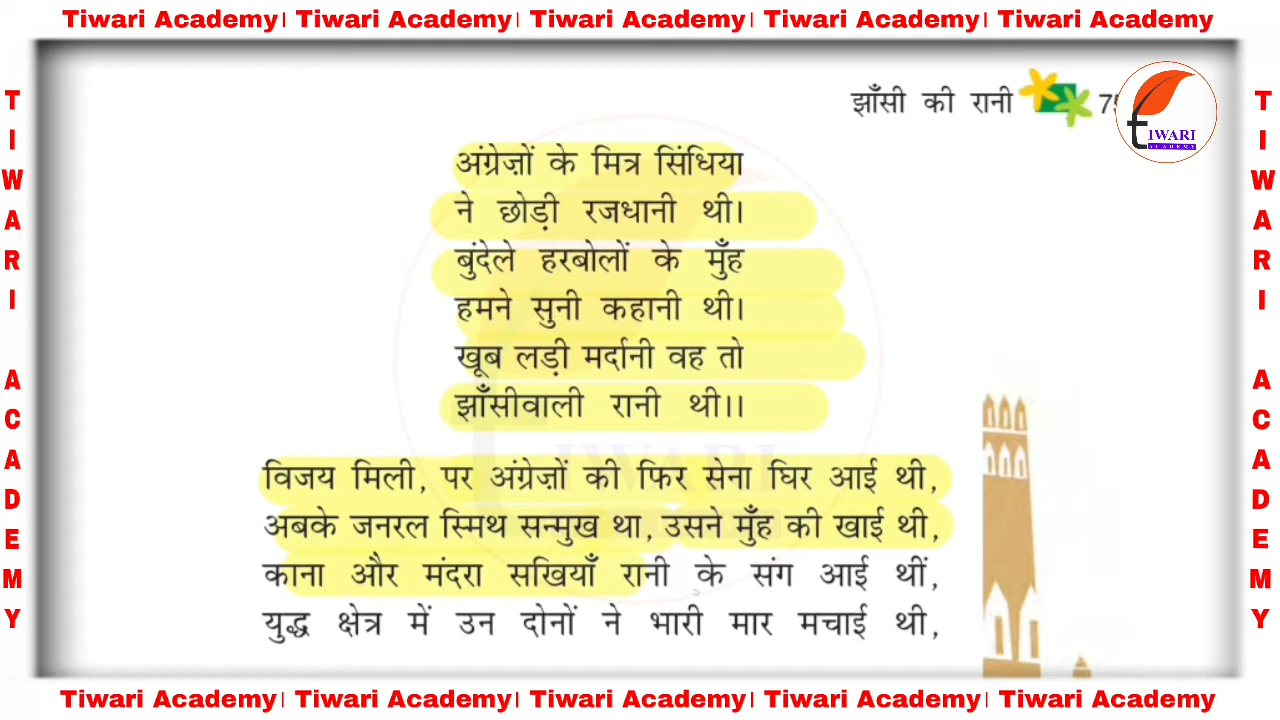 Tiwari Academy। Tiwari Academy। Tiwari Academy। Tiwari Academy। Tiwari Academy
झाँसी की रानी
TIWARI
ACADEMY
अंग्रेज़ों के मित्र सिंधिया
ने छोड़ी रजधानी थी।
बुंदेले हरबोलों के मुँह
हमने सुनी कहानी थी।
खूब लड़ी मर्दानी वह तो
झाँसीवाली रानी थी।।
विजय मिली, पर अंग्रेज़ों की फिर सेना घिर आई थी,
अबके जनरल स्मिथ सन्मुख था, उसने मुँह की खाई थी,
काना और मंदरा सखियाँ रानी के संग आई थीं,
युद्ध क्षेत्र में उन दोनों ने भारी मार मचाई थी,
TIWARI ACADEMY
TIWARI ACADEMY
Tiwari Academy। Tiwari Academy। Tiwari Academy। Tiwari Academy। Tiwari Academy